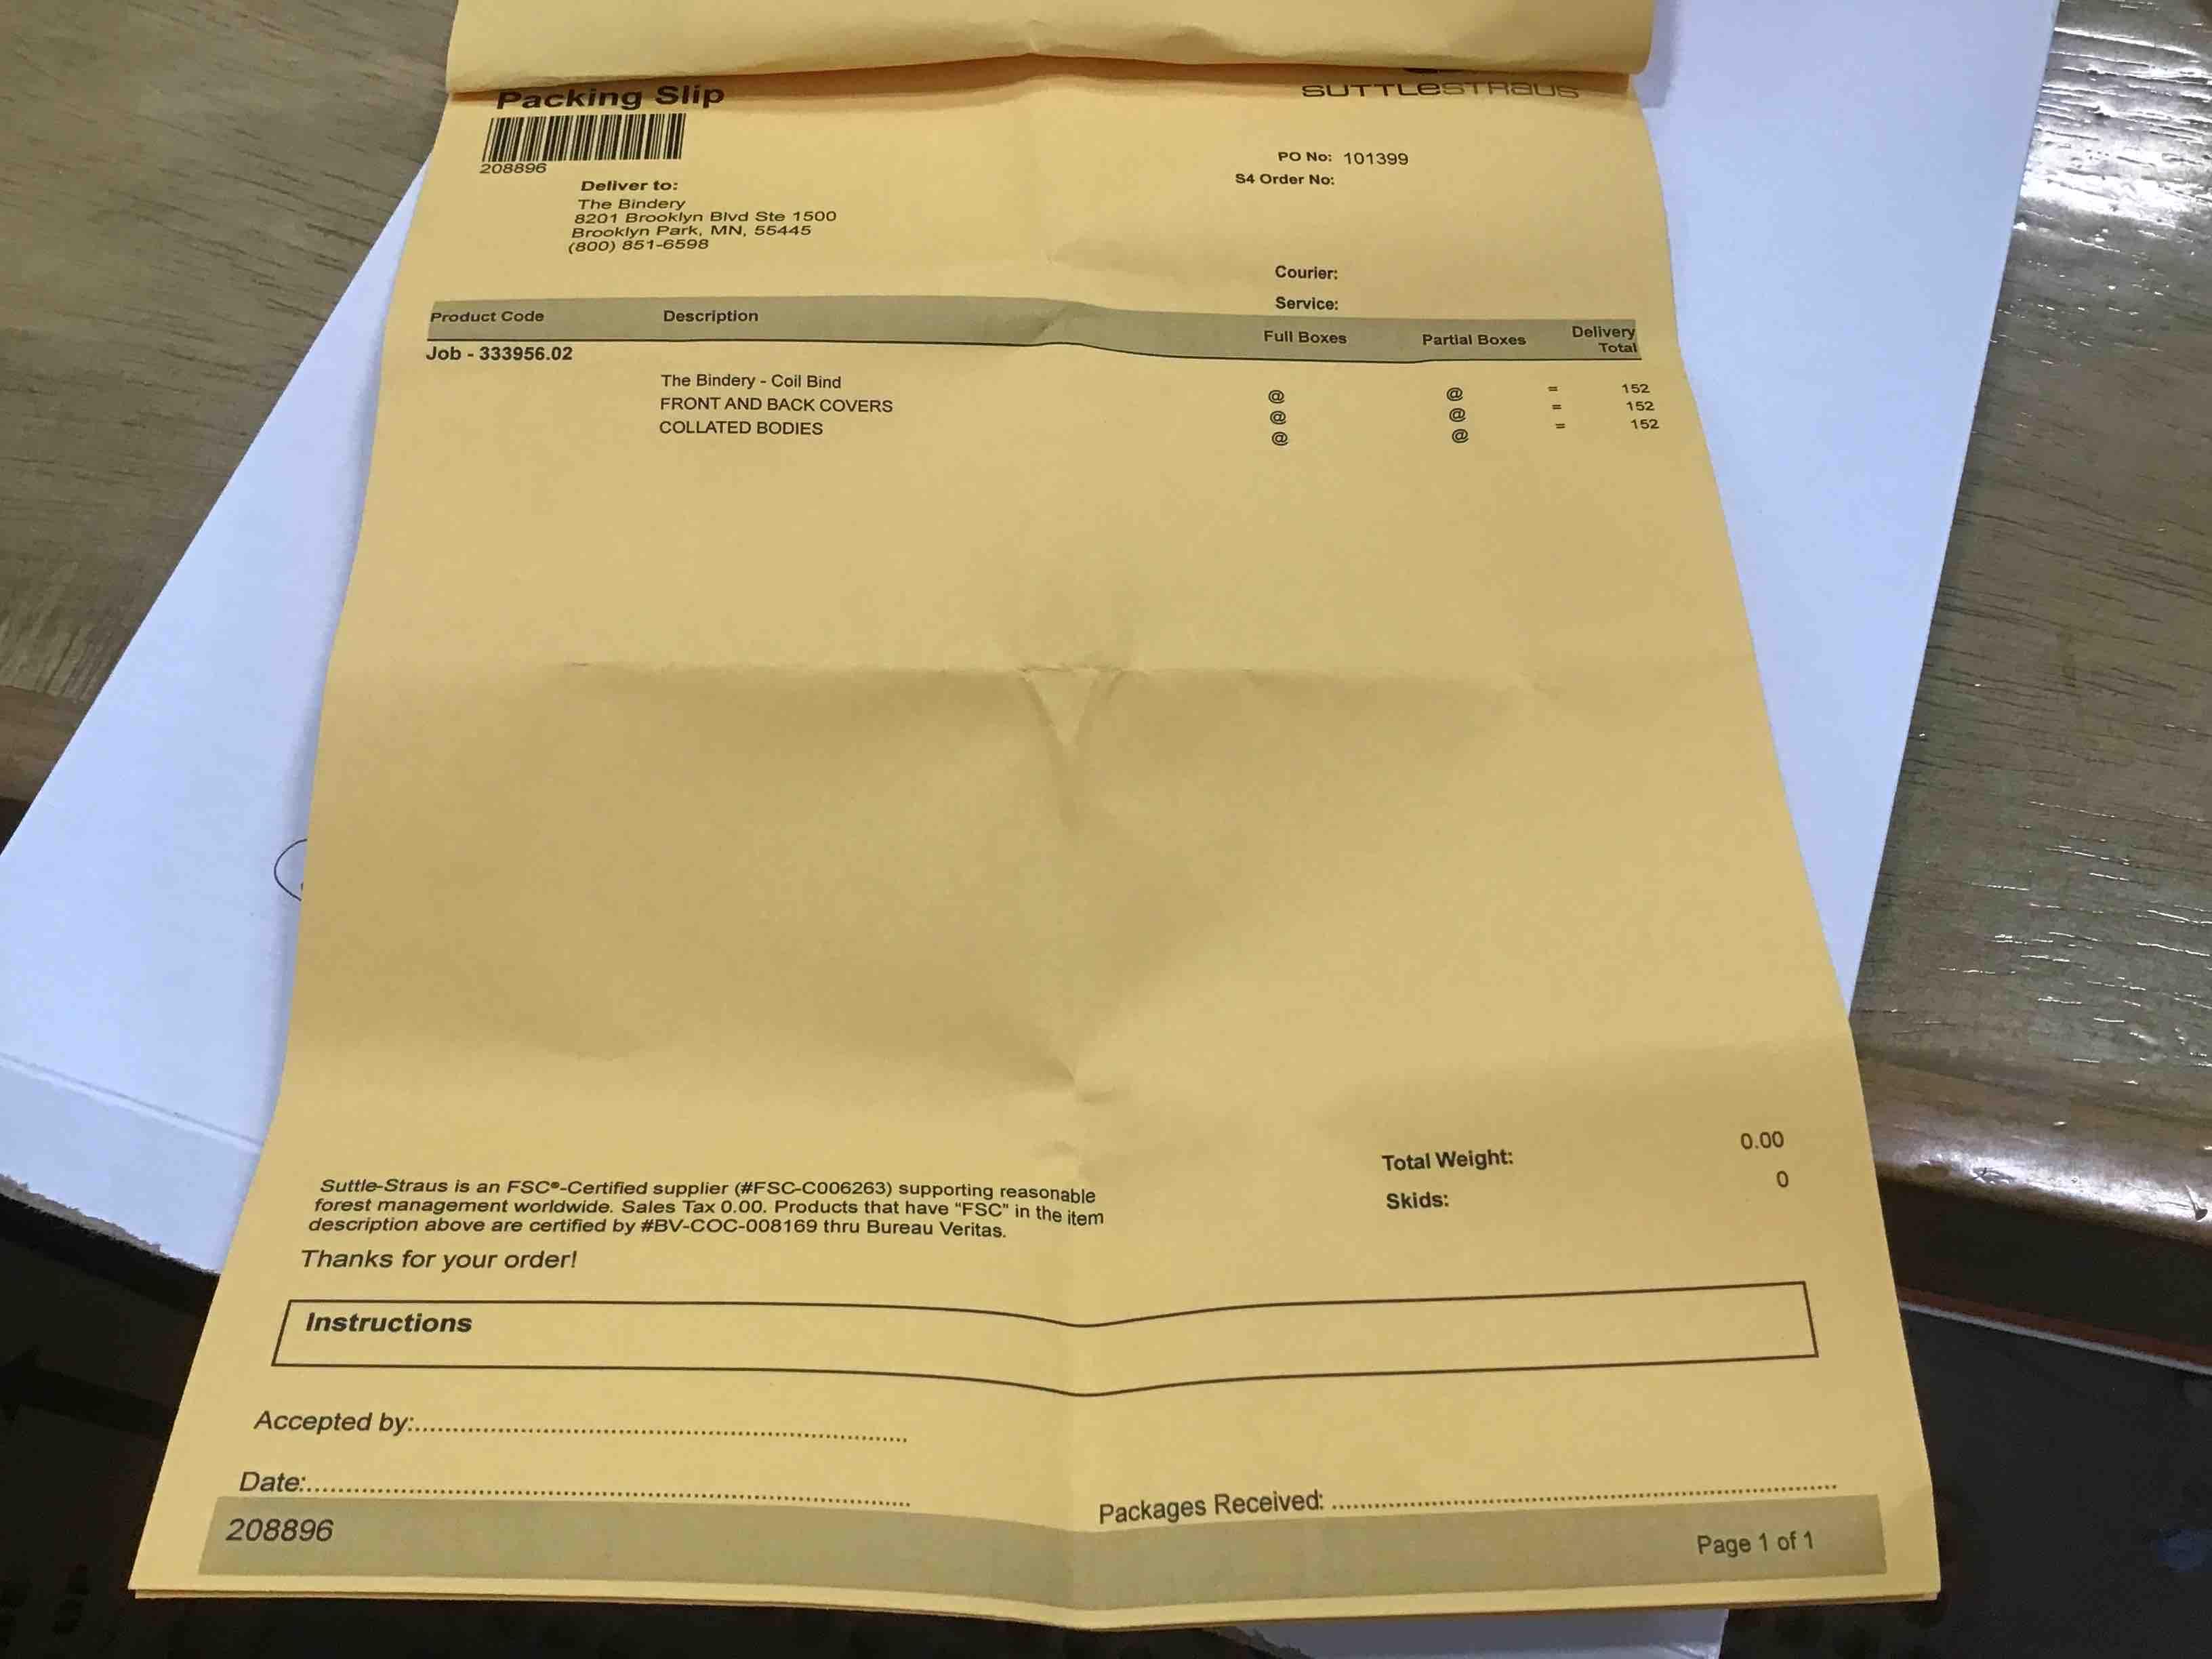 Packing Slip
SUTTLESTRAUS
208896
PO No: 101399
S4 Order No:
Deliver to:
The Bindery
8201 Brooklyn Blvd Ste 1500
Brooklyn Park, MN, 55445
(800) 851-6598
Courier:
Service:
Product Code Description Full Boxes Partial Boxes Delivery Total
Job - 333956.02
The Bindery - Coil Bind @ @ = 152
FRONT AND BACK COVERS @ @ = 152
COLLATED BODIES @ @ = 152
Total Weight: 0.00
Skids: 0
Suttle-Straus is an FSC®-Certified supplier (#FSC-C006263) supporting reasonable
forest management worldwide. Sales Tax 0.00. Products that have "FSC" in the item
description above are certified by #BV-COC-008169 thru Bureau Veritas.
Thanks for your order!
Instructions
Accepted by:
Date:
Packages Received:
208896
Page 1 of 1